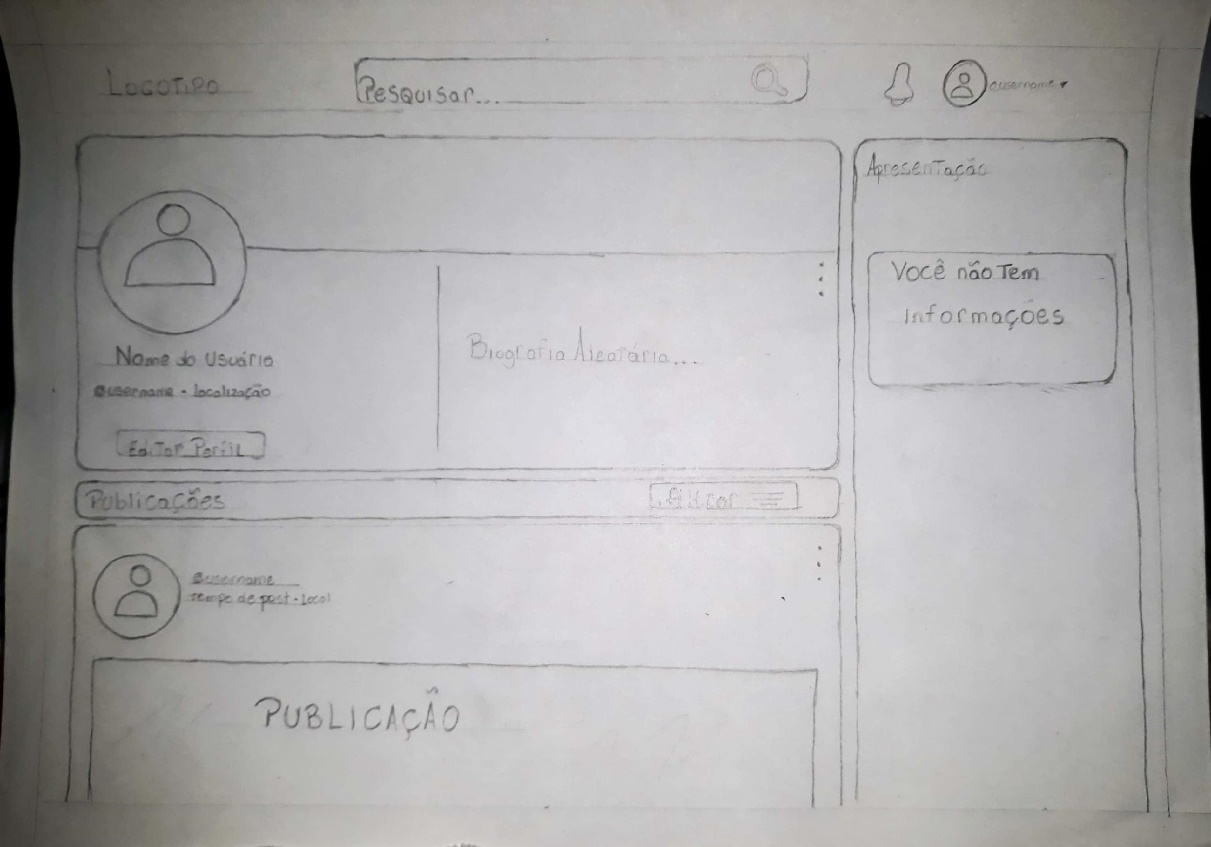 LOGOTIPO
Pesquisar...
@username
Apresentação
Você não Tem
informações
Nome do Usuário
@username - localização
Biografia Aleatária...
Editar Perfil
Publicações
Filtrar
@username
Tempo de post - Local
PUBLICAÇÃO